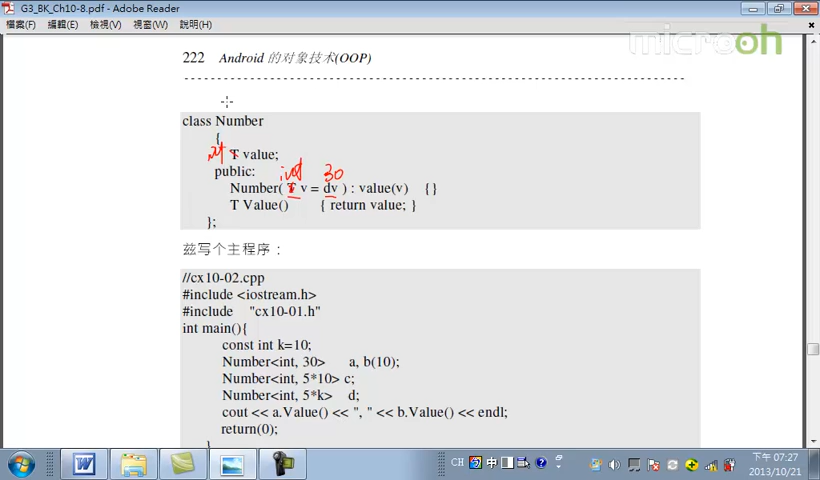 G3_BK_Ch10-8.pdf - Adobe Reader
檔案(F) 編輯(E) 檢視(V) 視窗(W) 說明(H)
microoh
222 Android 的对象技术(OOP)
class Number
{
int T value;
public:
int 30
Number( T v = dv ) : value(v) {}
T Value() { return value; }
};
兹写个主程序：
//cx10-02.cpp
#include <iostream.h>
#include "cx10-01.h"
int main(){
const int k=10;
Number<int, 30> a, b(10);
Number<int, 5*10> c;
Number<int, 5*k> d;
cout << a.Value() << ", " << b.Value() << endl;
return(0);
}
CH 中
下午 07:27
2013/10/21